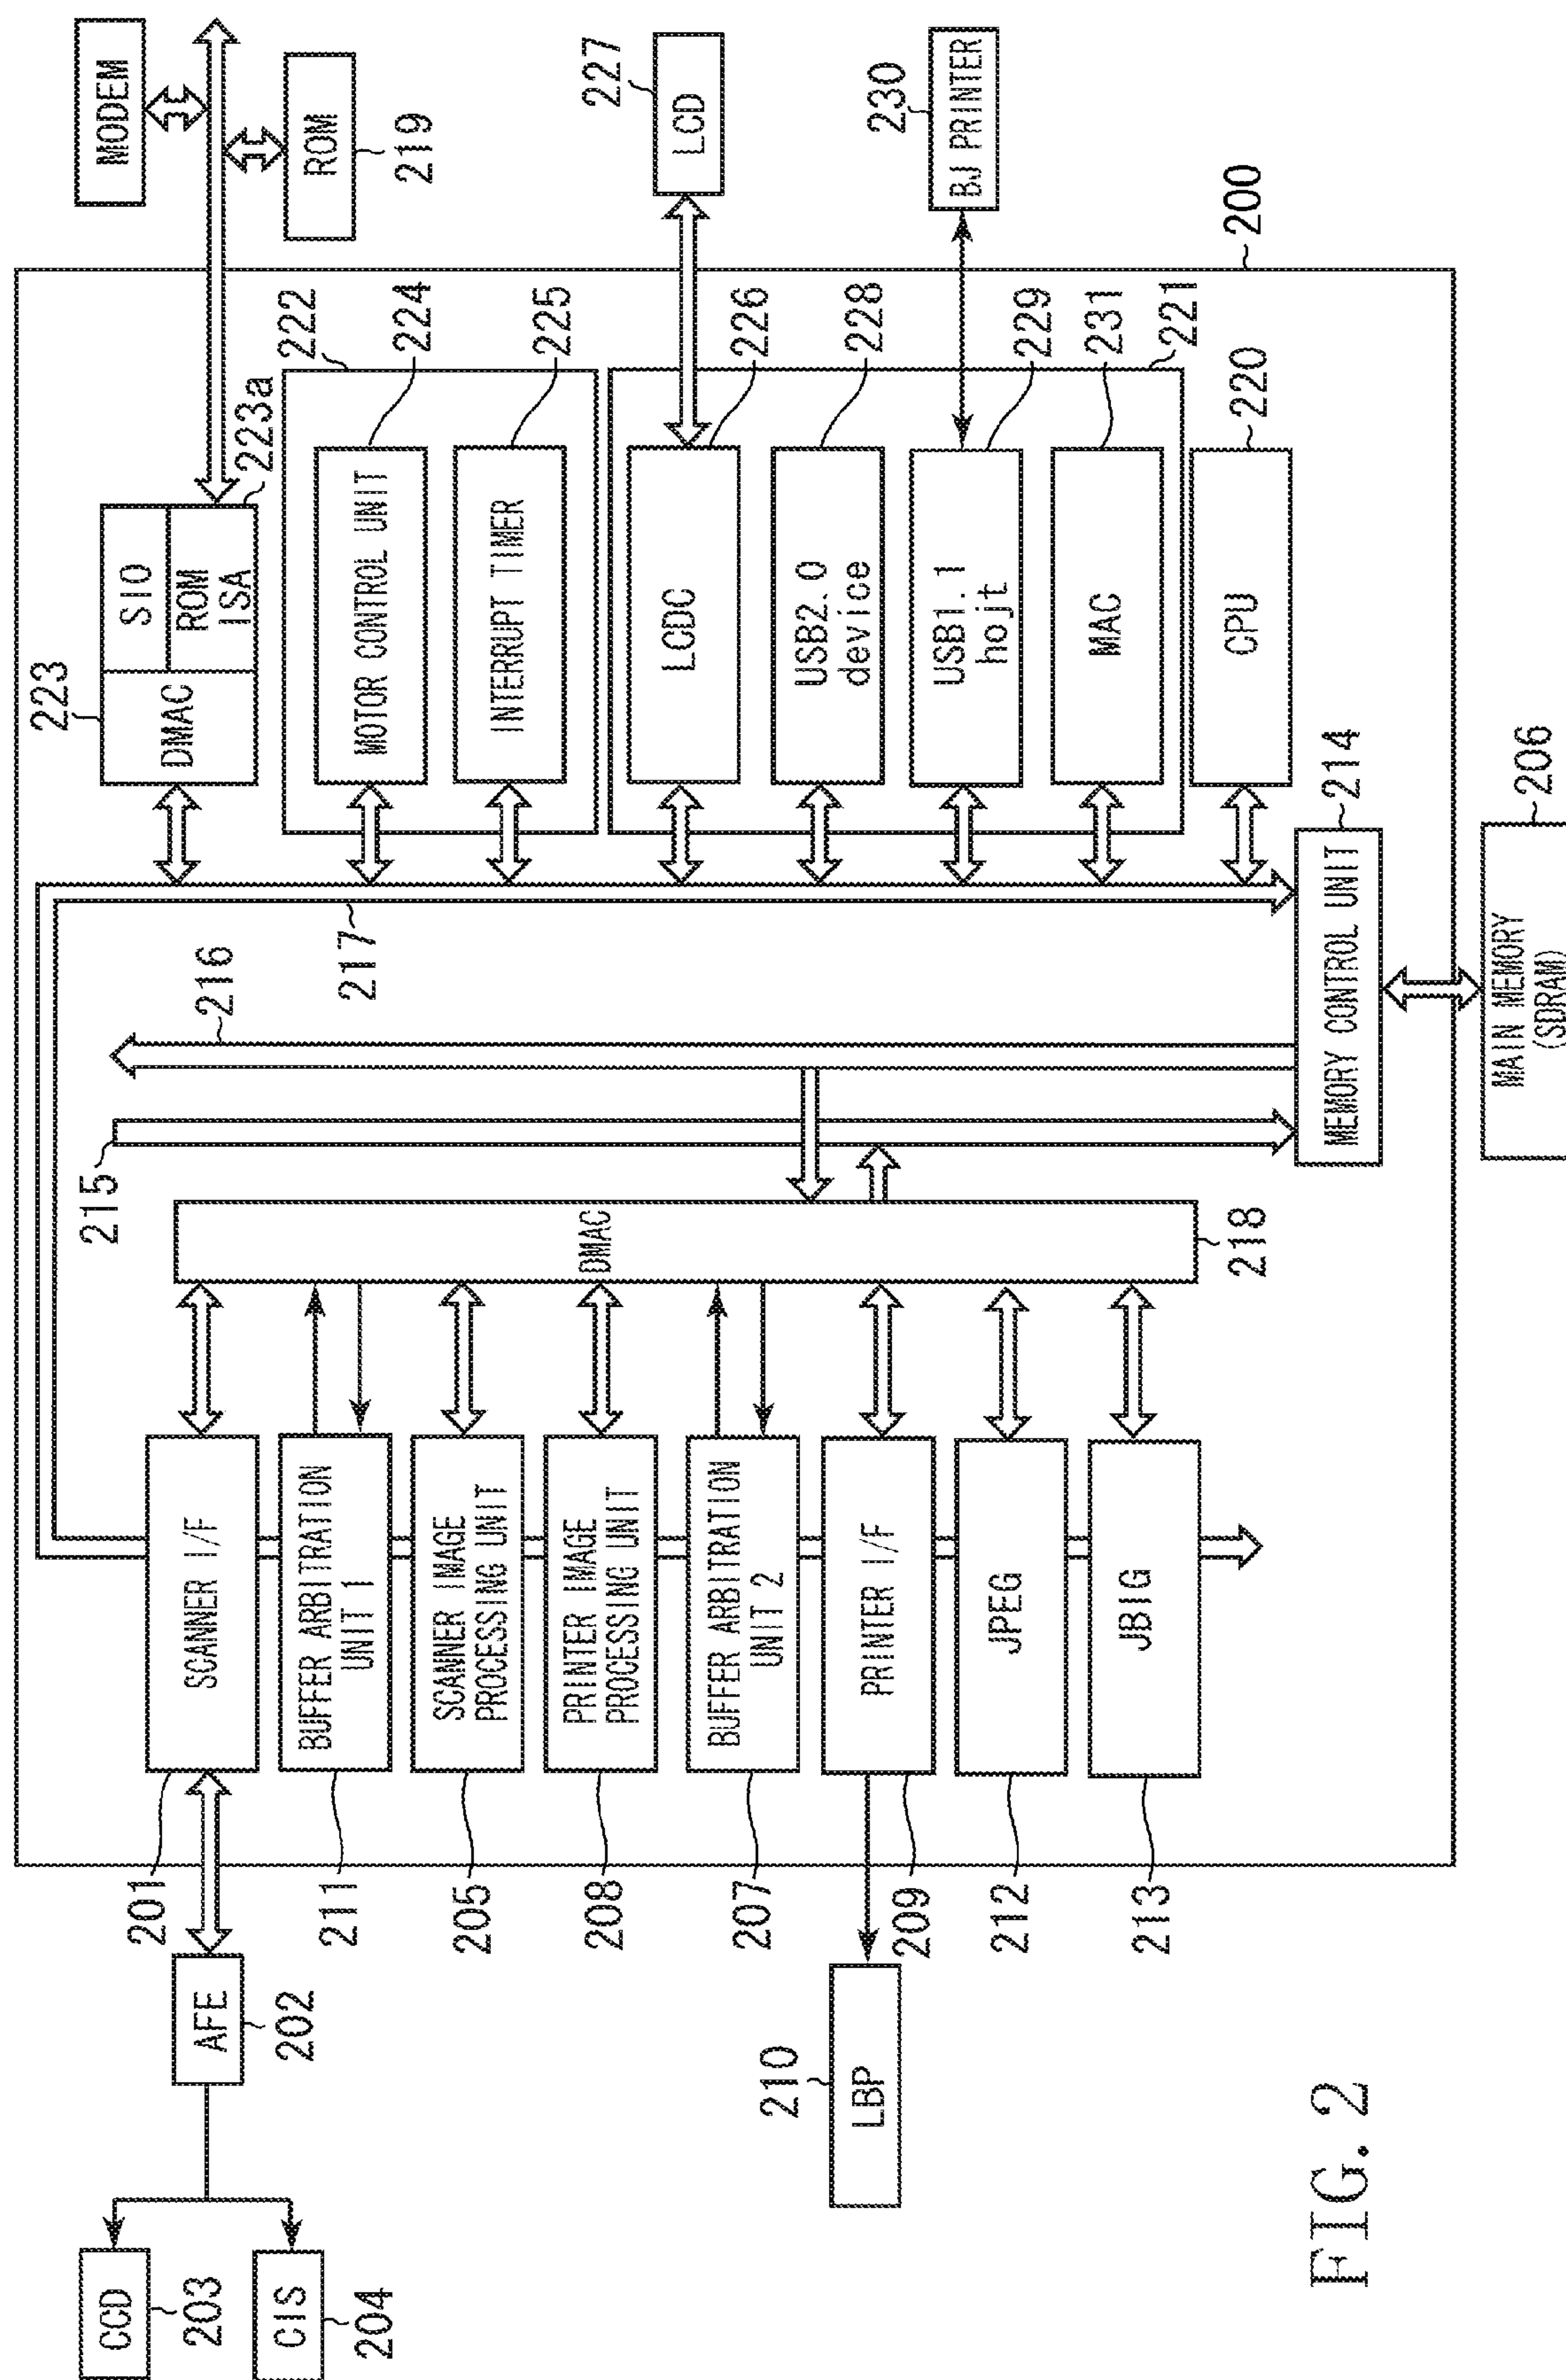 MODEM
ROM
219
227
LCD
230
BJ PRINTER
200
223
DMAC
SIO
ROM
ISA
223a
222
MOTOR CONTROL UNIT
224
INTERRUPT TIMER
225
LCDC
226
USB2.0
device
228
USB1.1
hojt
229
MAC
231
221
CPU
220
217
216
215
MEMORY CONTROL UNIT
214
MAIN MEMORY
(SDRAM)
206
DMAC
218
SCANNER I/F
201
BUFFER ARBITRATION
UNIT 1
211
SCANNER IMAGE
PROCESSING UNIT
205
PRINTER IMAGE
PROCESSING UNIT
208
BUFFER ARBITRATION
UNIT 2
207
PRINTER I/F
209
JPEG
212
JBIG
213
AFE
202
210
LBP
CCD
203
CIS
204
FIG. 2